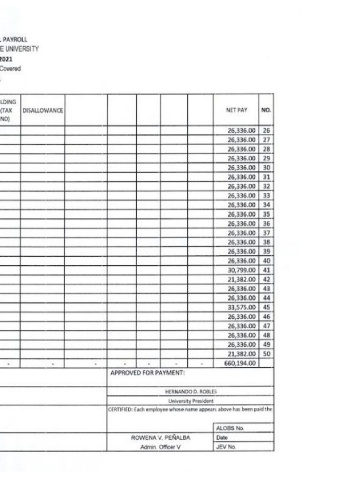 L PAYROLL
E UNIVERSITY
2021
Covered
LDING
(TAX DISALLOWANCE NET PAY NO.
NO)
26,336.00 26
26,336.00 27
26,336.00 28
26,336.00 29
26,336.00 30
26,336.00 31
26,336.00 32
26,336.00 33
26,336.00 34
26,336.00 35
26,336.00 36
26,336.00 37
26,336.00 38
26,336.00 39
26,336.00 40
30,799.00 41
21,382.00 42
26,336.00 43
26,336.00 44
33,575.00 45
26,336.00 46
26,336.00 47
26,336.00 48
26,336.00 49
21,382.00 50
- - - - - - 660,194.00
APPROVED FOR PAYMENT:
HERNANDO D. ROBLES
University President
CERTIFIED: Each employee whose name appears above has been paid the
ALOBS No.
ROWENA V. PEÑALBA Date
Admin. Officer V JEV No.